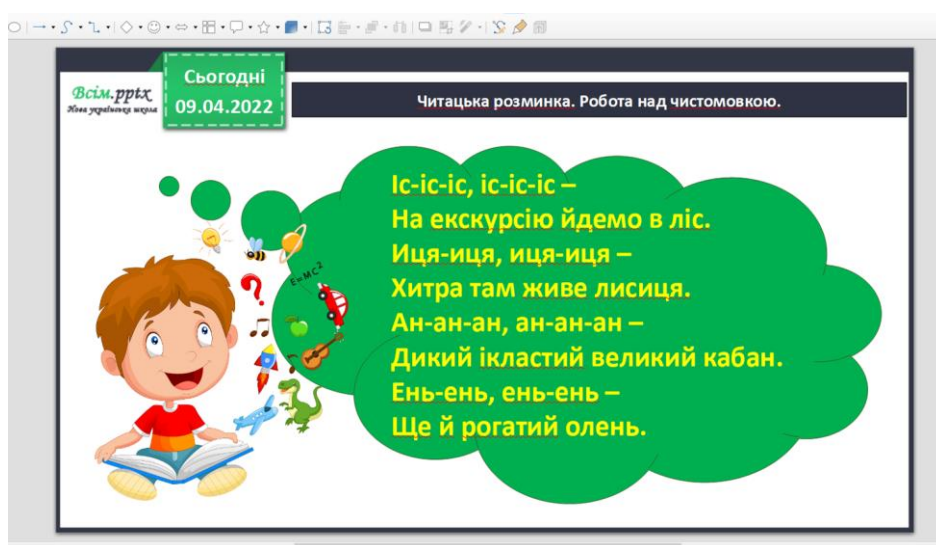 Всім.pptx
Нова українська школа
Сьогодні
09.04.2022
Читацька розминка. Робота над чистомовкою.
Іс-іс-іс, іс-іс-іс –
На екскурсію йдемо в ліс.
Иця-иця, иця-иця –
Хитра там живе лисиця.
Ан-ан-ан, ан-ан-ан –
Дикий ікластий великий кабан.
Ень-ень, ень-ень –
Ще й рогатий олень.
E=MC²